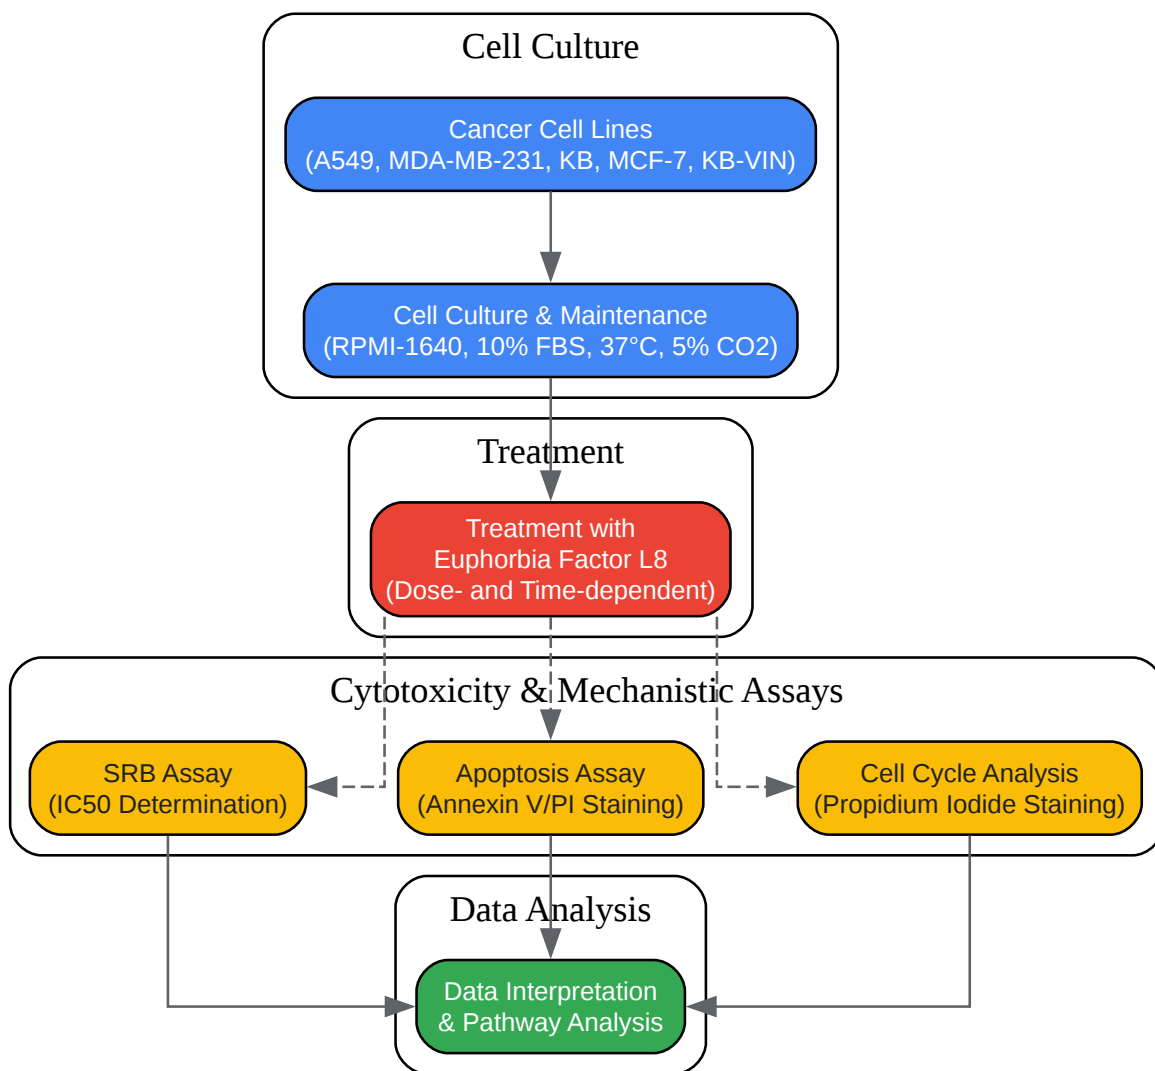 Cell Culture
Cancer Cell Lines
(A549, MDA-MB-231, KB, MCF-7, KB-VIN)
Cell Culture & Maintenance
(RPMI-1640, 10% FBS, 37°C, 5% CO2)
Treatment
Treatment with
Euphorbia Factor L8
(Dose- and Time-dependent)
Cytotoxicity & Mechanistic Assays
SRB Assay
(IC50 Determination)
Apoptosis Assay
(Annexin V/PI Staining)
Cell Cycle Analysis
(Propidium Iodide Staining)
Data Analysis
Data Interpretation
& Pathway Analysis